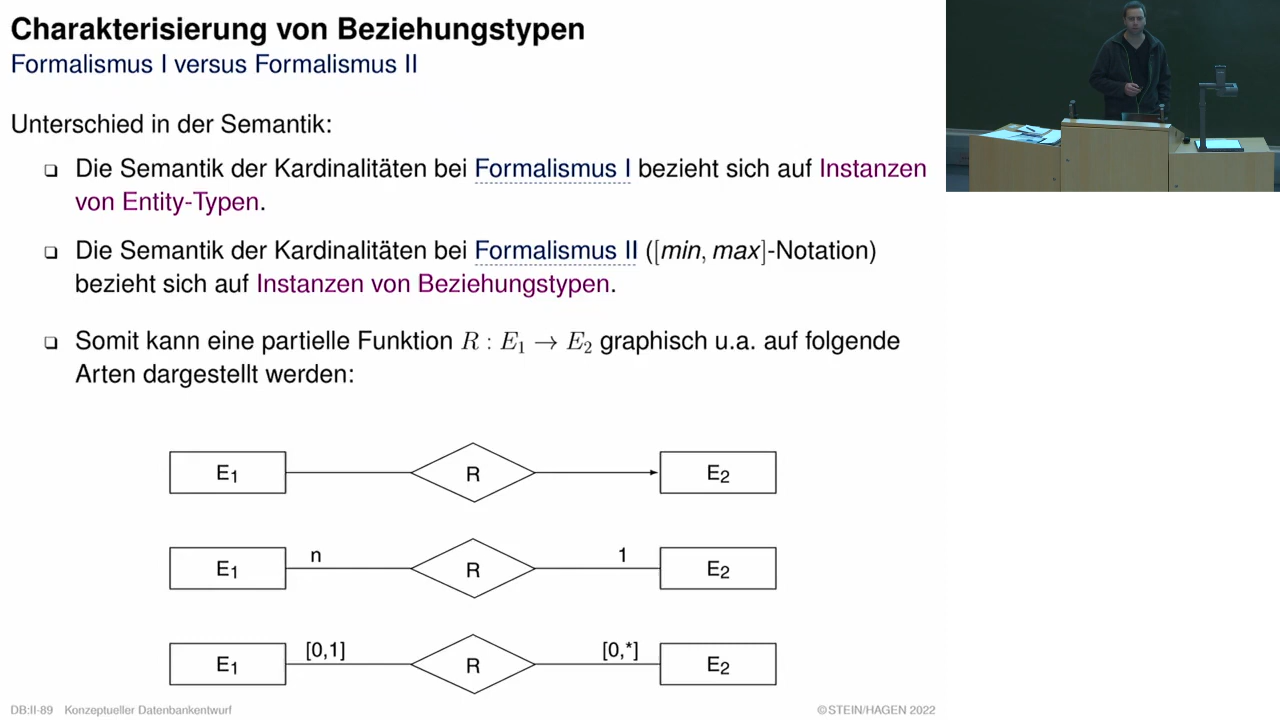 Charakterisierung von Beziehungstypen
Formalismus I versus Formalismus II
Unterschied in der Semantik:
❑ Die Semantik der Kardinalitäten bei Formalismus I bezieht sich auf Instanzen
von Entity-Typen.
❑ Die Semantik der Kardinalitäten bei Formalismus II ([min, max]-Notation)
bezieht sich auf Instanzen von Beziehungstypen.
❑ Somit kann eine partielle Funktion R : E₁ → E₂ graphisch u.a. auf folgende
Arten dargestellt werden:
E₁ R E₂
E₁ n R 1 E₂
E₁ [0,1] R [0,*] E₂
DB:II-89 Konzeptueller Datenbankentwurf ©STEIN/HAGEN 2022